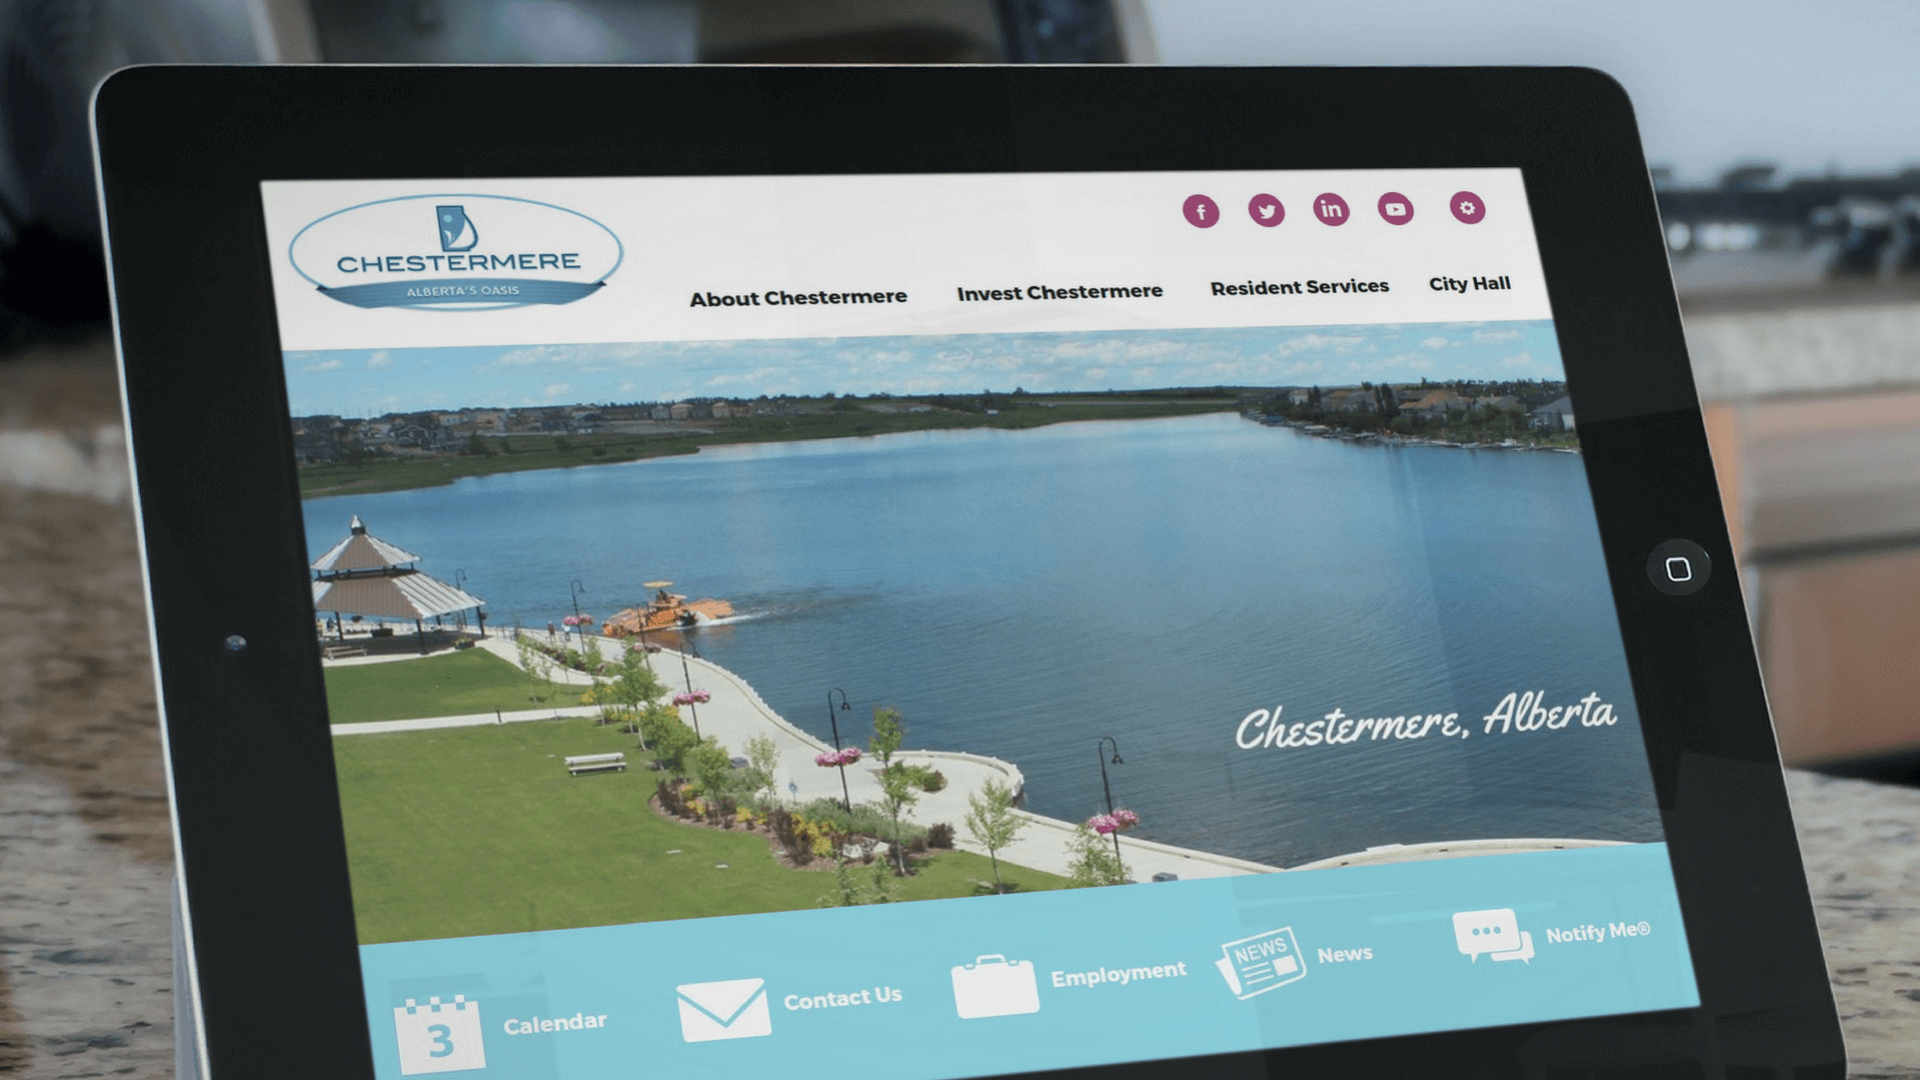 CHESTERMERE
ALBERTA'S OASIS
f
in
About Chestermere
Invest Chestermere
Resident Services
City Hall
Chestermere, Alberta
3
Calendar
Contact Us
Employment
NEWS
News
Notify Me®